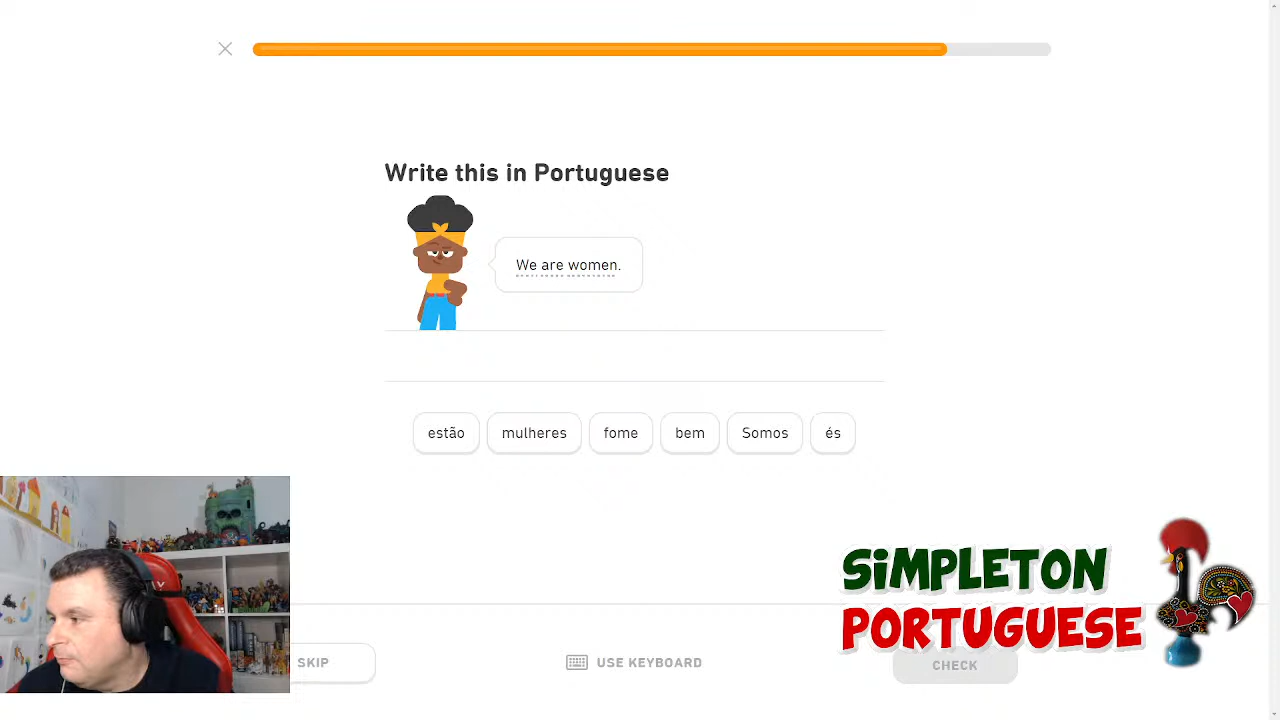 Write this in Portuguese
We are women.
estão mulheres fome bem Somos és
SiMPLETON
PORTUGUESE
SKIP USE KEYBOARD CHECK